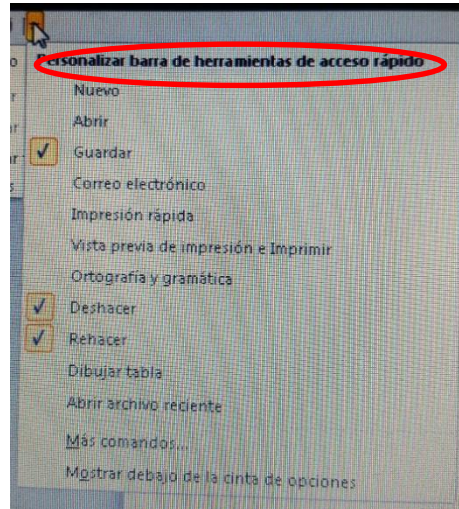 Personalizar barra de herramientas de acceso rápido
Nuevo
Abrir
Guardar
Correo electrónico
Impresión rápida
Vista previa de impresión e Imprimir
Ortografía y gramática
Deshacer
Rehacer
Dibujar tabla
Abrir archivo reciente
Más comandos...
Mostrar debajo de la cinta de opciones